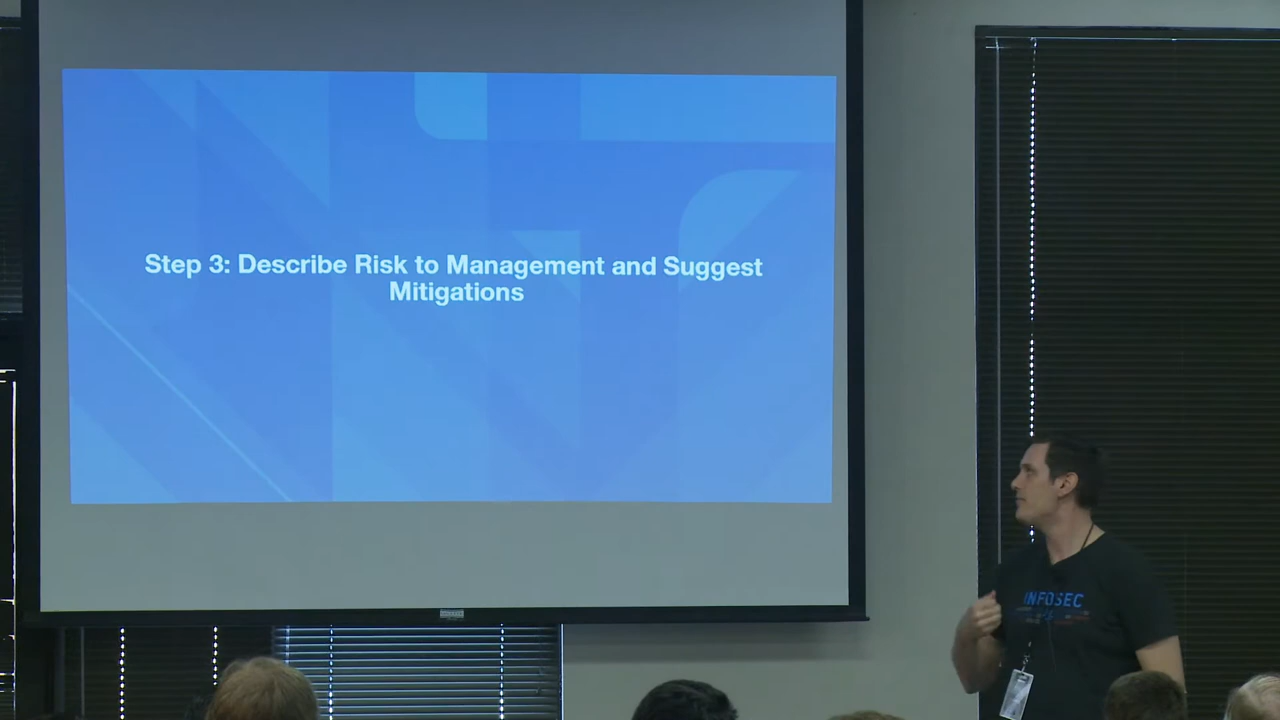 Step 3: Describe Risk to Management and Suggest
Mitigations
INFOSEC